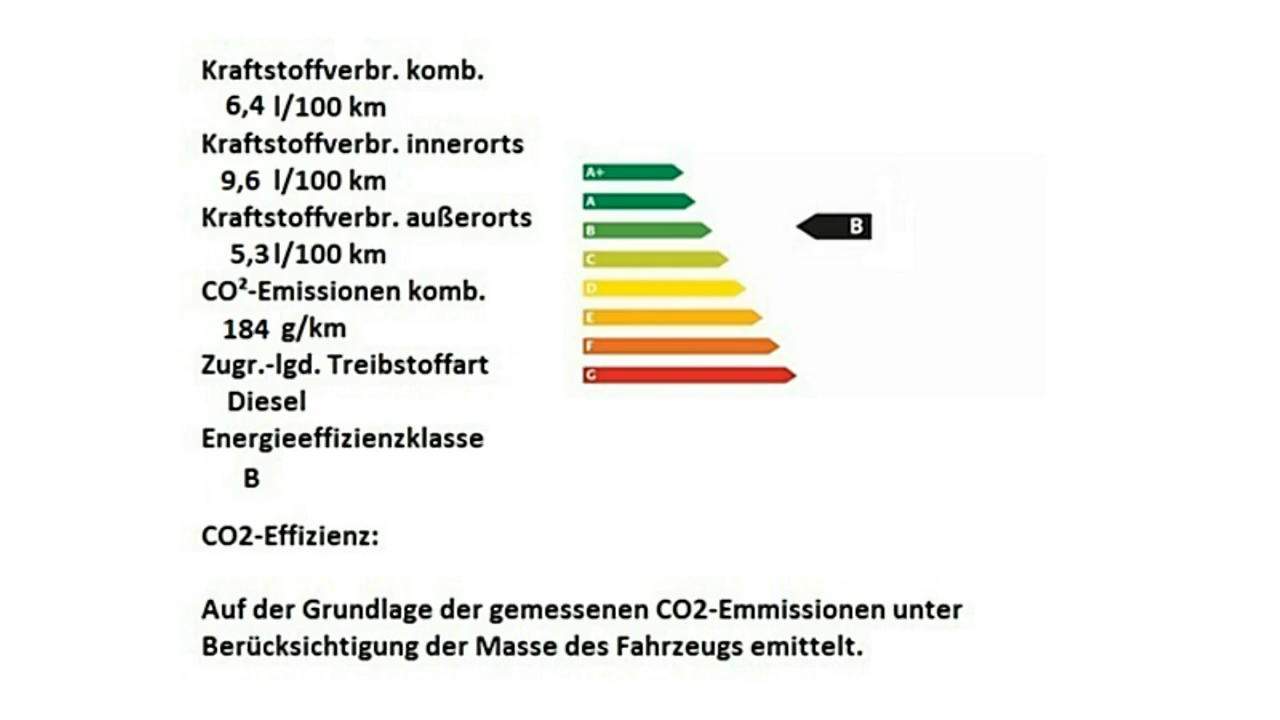 Kraftstoffverbr. komb.
6,4 l/100 km
Kraftstoffverbr. innerorts
9,6 l/100 km
Kraftstoffverbr. außerorts
5,3 l/100 km
CO²-Emissionen komb.
184 g/km
Zugr.-lgd. Treibstoffart
Diesel
Energieeffizienzklasse
B
A+
A
B
B
C
D
E
F
G
CO2-Effizienz:
Auf der Grundlage der gemessenen CO2-Emmissionen unter
Berücksichtigung der Masse des Fahrzeugs emittelt.